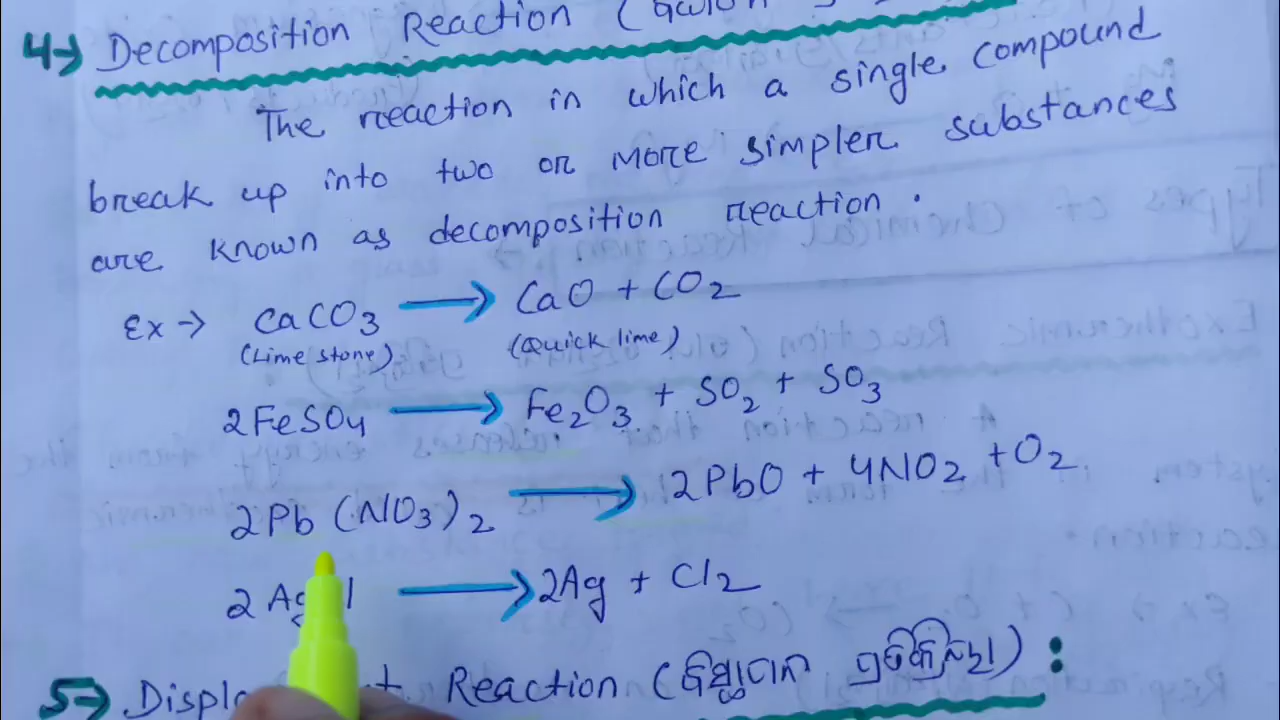 4→ Decomposition Reaction (
The reaction in which a single compound
break up into two or more simpler substances
are known as decomposition reaction.
Ex → CaCO3 → CaO + CO2
(Lime stone) (Quick lime)
2FeSO4 → Fe2O3 + SO2 + SO3
2Pb (NO3)2 → 2PbO + 4NO2 + O2
2Ag l → 2Ag + Cl2
5→ Displ t Reaction (ବିସ୍ଥାପନ ପ୍ରତିକ୍ରିୟା) :